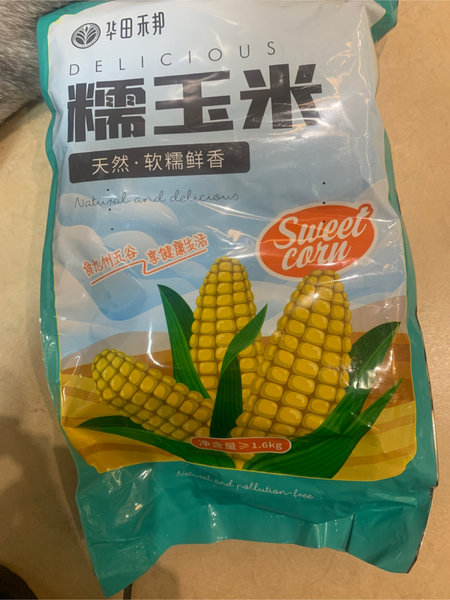 华田禾邦
DELICIOUS
糯玉米
天然·软糯鲜香
Natural and delicious
Sweet
corn
食九州五谷
享健康生活
净含量≥1.6kg
Natural and pollution-free